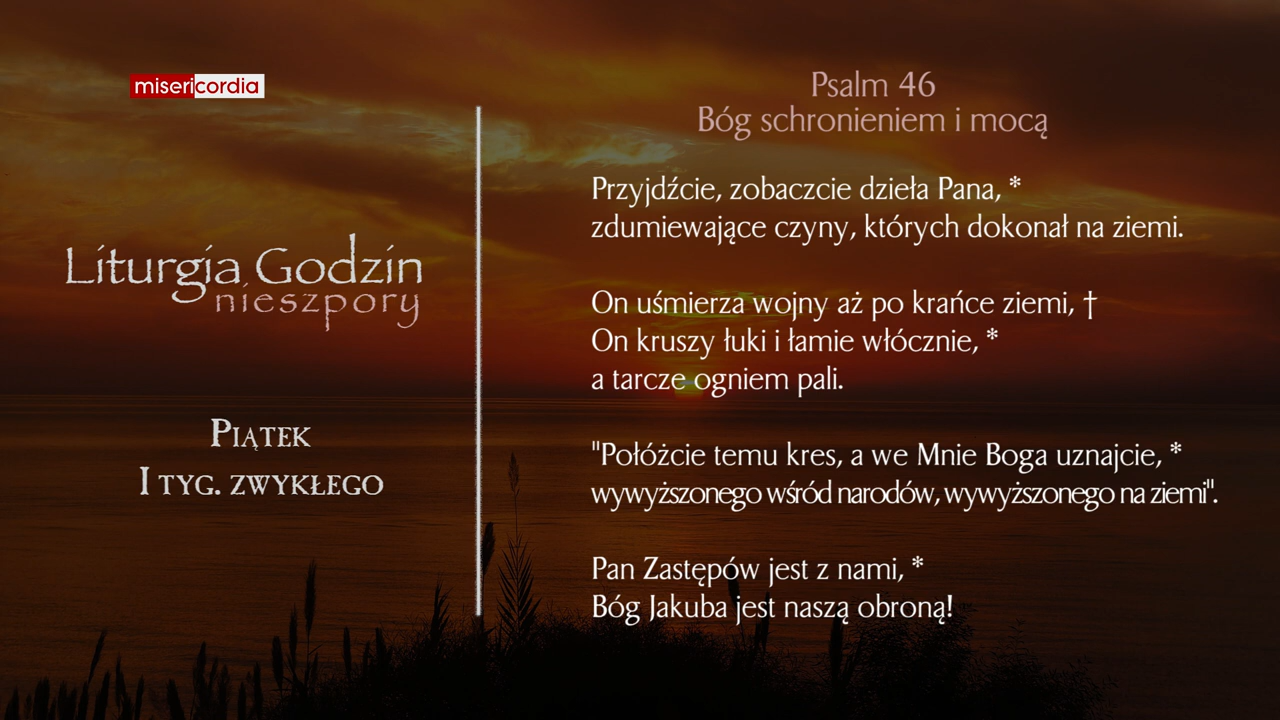 misericordia
Liturgia Godzin
nieszpory
Piątek
I tyg. zwykłego
Psalm 46
Bóg schronieniem i mocą
Przyjdźcie, zobaczcie dzieła Pana, *
zdumiewające czyny, których dokonał na ziemi.
On uśmierza wojny aż po krańce ziemi, †
On kruszy łuki i łamie włócznie, *
a tarcze ogniem pali.
"Połóżcie temu kres, a we Mnie Boga uznajcie, *
wywyższonego wśród narodów, wywyższonego na ziemi".
Pan Zastępów jest z nami, *
Bóg Jakuba jest naszą obroną!